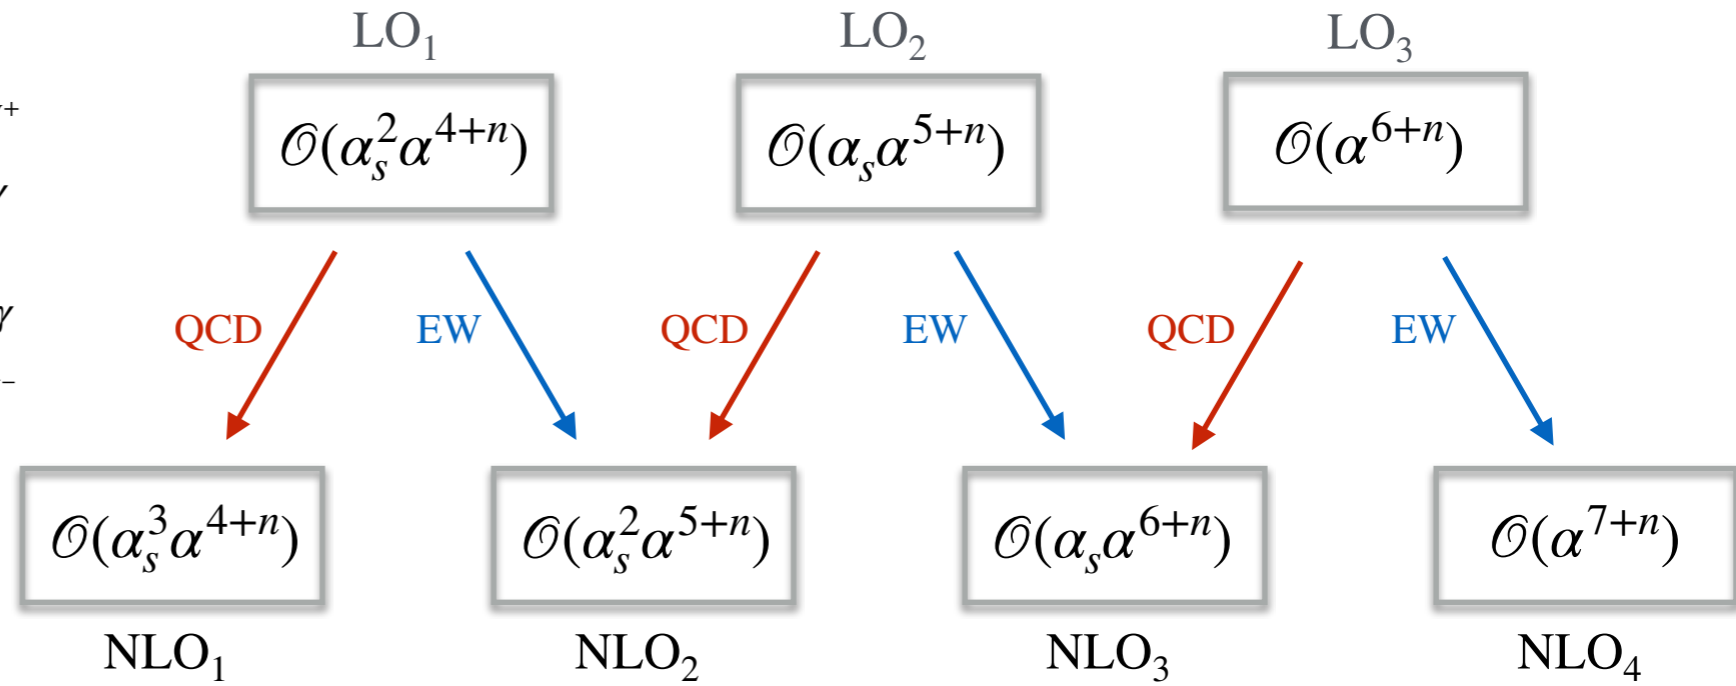 LO₁ LO₂ LO₃
𝒪(αₛ²α⁴⁺ⁿ) 𝒪(αₛα⁵⁺ⁿ) 𝒪(α⁶⁺ⁿ)
QCD EW QCD EW QCD EW
γ
−
𝒪(αₛ³α⁴⁺ⁿ) 𝒪(αₛ²α⁵⁺ⁿ) 𝒪(αₛα⁶⁺ⁿ) 𝒪(α⁷⁺ⁿ)
NLO₁ NLO₂ NLO₃ NLO₄